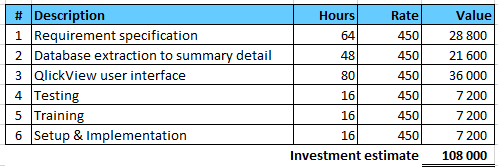 # Description Hours Rate Value
1 Requirement specification 64 450 28 800
2 Database extraction to summary detail 48 450 21 600
3 QlickView user interface 80 450 36 000
4 Testing 16 450 7 200
5 Training 16 450 7 200
6 Setup & Implementation 16 450 7 200
Investment estimate 108 000